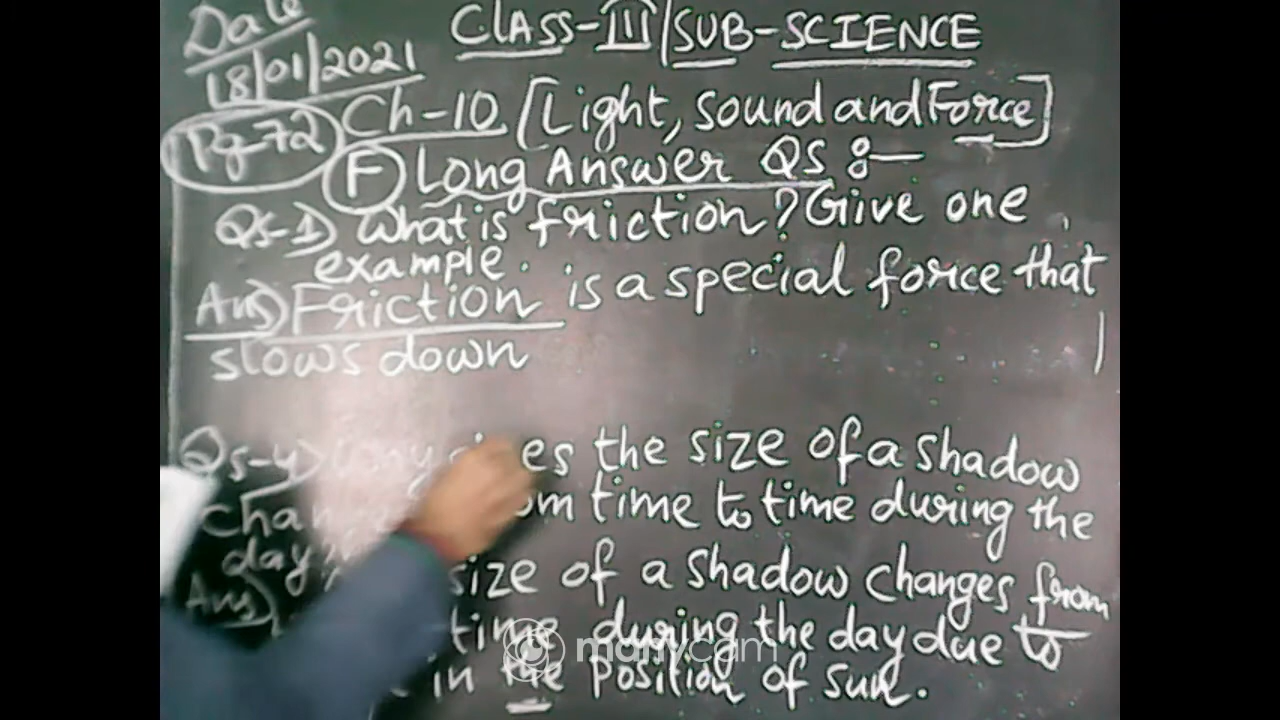 Date
18/01/2021
CLASS-III/SUB-SCIENCE
Pg-72
Ch-10 [Light, Sound and Force]
(F) Long Answer QS :-
Qs-1) What is friction? Give one
example.
Ans) Friction is a special force that
slows down
Qs-4) the size of a shadow
time to time during the
day?
Ans) size of a shadow changes from
time during the day due to
in the position of sun.
manycam